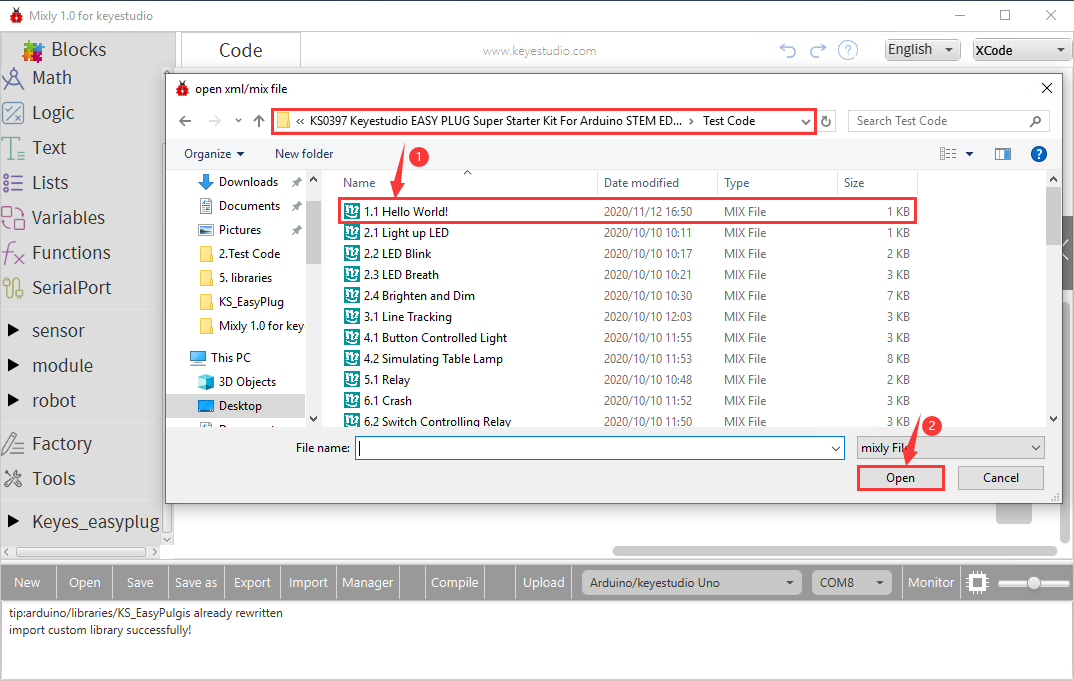 Mixly 1.0 for keyestudio
Blocks
Code
www.keyestudio.com
English
XCode
Math
Logic
Text
Lists
Variables
Functions
SerialPort
sensor
module
robot
Factory
Tools
Keyes_easyplug
open xml/mix file
« KS0397 Keyestudio EASY PLUG Super Starter Kit For Arduino STEM ED... › Test Code
Search Test Code
Organize
New folder
1
Downloads
Documents
Pictures
2.Test Code
5. libraries
KS_EasyPlug
Mixly 1.0 for key
This PC
3D Objects
Desktop
Name Date modified Type Size
1.1 Hello World! 2020/11/12 16:50 MIX File 1 KB
2.1 Light up LED 2020/10/10 10:11 MIX File 1 KB
2.2 LED Blink 2020/10/10 10:17 MIX File 2 KB
2.3 LED Breath 2020/10/10 10:21 MIX File 3 KB
2.4 Brighten and Dim 2020/10/10 10:30 MIX File 7 KB
3.1 Line Tracking 2020/10/10 12:03 MIX File 3 KB
4.1 Button Controlled Light 2020/10/10 11:55 MIX File 3 KB
4.2 Simulating Table Lamp 2020/10/10 11:53 MIX File 8 KB
5.1 Relay 2020/10/10 10:48 MIX File 2 KB
6.1 Crash 2020/10/10 11:52 MIX File 3 KB
6.2 Switch Controlling Relay 2020/10/10 11:50 MIX File 3 KB
2
File name:
mixly File
Open
Cancel
New
Open
Save
Save as
Export
Import
Manager
Compile
Upload
Arduino/keyestudio Uno
COM8
Monitor
tip:arduino/libraries/KS_EasyPulgis already rewritten
import custom library successfully!